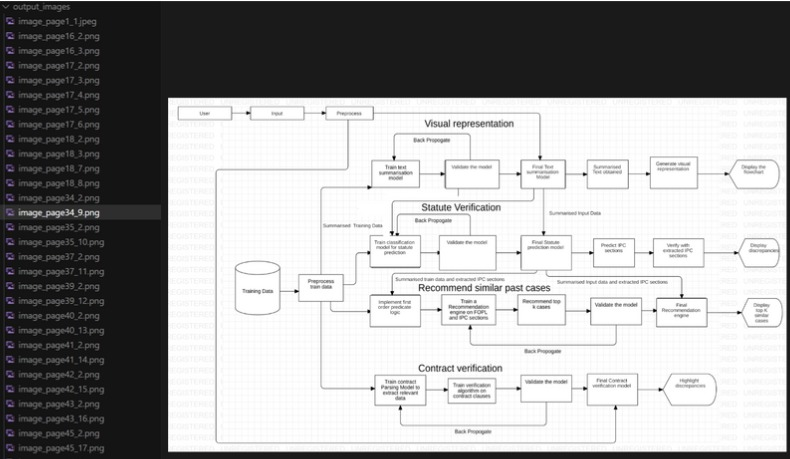 output_images
image_page1_1.jpeg
image_page16_2.png
image_page16_3.png
image_page17_2.png
image_page17_3.png
image_page17_4.png
image_page17_5.png
image_page17_6.png
image_page18_2.png
image_page18_3.png
image_page18_7.png
image_page18_8.png
image_page34_2.png
image_page34_9.png
image_page35_2.png
image_page35_10.png
image_page37_2.png
image_page37_11.png
image_page39_2.png
image_page39_12.png
image_page40_2.png
image_page40_13.png
image_page41_2.png
image_page41_14.png
image_page42_2.png
image_page42_15.png
image_page43_2.png
image_page43_16.png
image_page45_2.png
image_page45_17.png
User
Input
Preprocess
Visual representation
Back Propogate
Train text
summarisation
model
Validate the model
Final Text
summarisation
Model
Summarised
Text obtained
Generate visual
representation
Display the
flowchart
Statute Verification
Back Propogate
Summarised Training Data
Summarised Input Data
Train classification
model for statute
prediction
Validate the model
Final Statute
prediction model
Predict IPC
sections
Verify with
extracted IPC
sections
Display
discrepancies
Training Data
Preprocess
train data
Summarised train data and extracted IPC sections
Summarised Input data and extracted IPC sections
Recommend similar past cases
Implement first
order predicate
logic
Train a
Recommendation
engine on FOPL
and IPC sections
Recommend top
k cases
Validate the model
Final
Recommendation
engine
Display
top K
similar
cases
Back Propogate
Contract verification
Train contract
Parsing Model to
extract relevant
data
Train verification
algorithm on
contract clauses
Validate the model
Final Contract
verification model
Highlight
discrepancies
Back Propogate